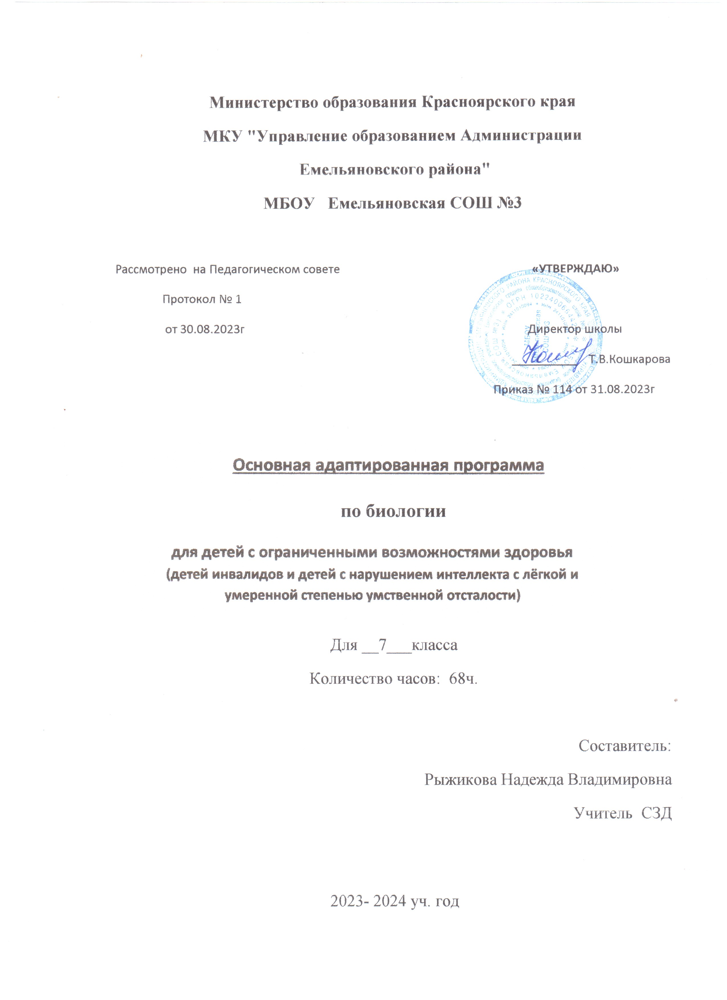 Министерство образования Красноярского края
МКУ "Управление образованием Администрации
Емельяновского района"
МБОУ Емельяновская СОШ №3
Рассмотрено на Педагогическом совете
Протокол № 1
от 30.08.2023г
«УТВЕРЖДАЮ»
Директор школы
Т.В.Кошкарова
Приказ № 114 от 31.08.2023г
Основная адаптированная программа
по биологии
для детей с ограниченными возможностями здоровья
(детей инвалидов и детей с нарушением интеллекта с лёгкой и
умеренной степенью умственной отсталости)
Для __7___класса
Количество часов: 68ч.
Составитель:
Рыжикова Надежда Владимировна
Учитель СЗД
2023- 2024 уч. год